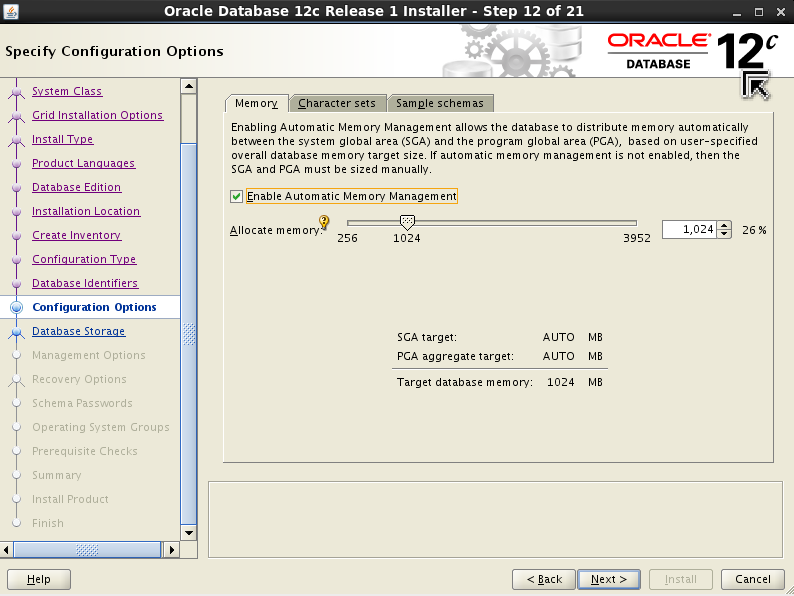 Oracle Database 12c Release 1 Installer - Step 12 of 21
Specify Configuration Options
ORACLE
DATABASE
12c
System Class
Grid Installation Options
Install Type
Product Languages
Database Edition
Installation Location
Create Inventory
Configuration Type
Database Identifiers
Configuration Options
Database Storage
Management Options
Recovery Options
Schema Passwords
Operating System Groups
Prerequisite Checks
Summary
Install Product
Finish
Memory Character sets Sample schemas
Enabling Automatic Memory Management allows the database to distribute memory automatically
between the system global area (SGA) and the program global area (PGA), based on user-specified
overall database memory target size. If automatic memory management is not enabled, then the
SGA and PGA must be sized manually.
Enable Automatic Memory Management
Allocate memory: 1,024 26 %
256 1024 3952
SGA target: AUTO MB
PGA aggregate target: AUTO MB
Target database memory: 1024 MB
Help < Back Next > Install Cancel